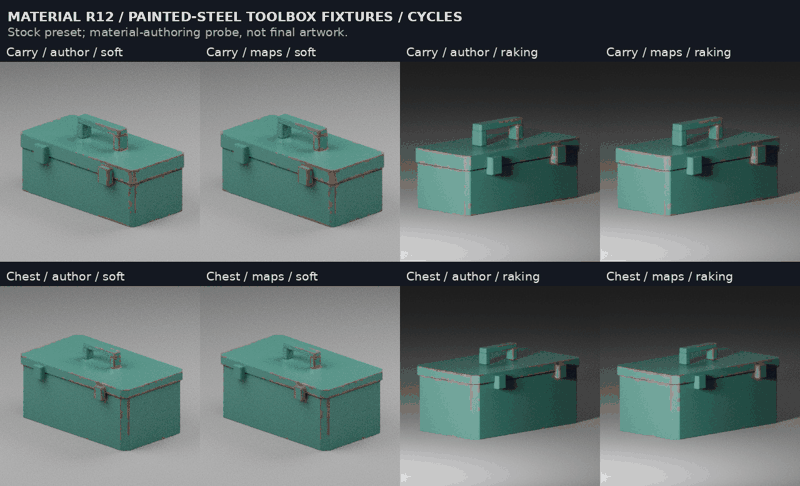 MATERIAL R12 / PAINTED-STEEL TOOLBOX FIXTURES / CYCLES
Stock preset; material-authoring probe, not final artwork.
Carry / author / soft
Carry / maps / soft
Carry / author / raking
Carry / maps / raking
Chest / author / soft
Chest / maps / soft
Chest / author / raking
Chest / maps / raking